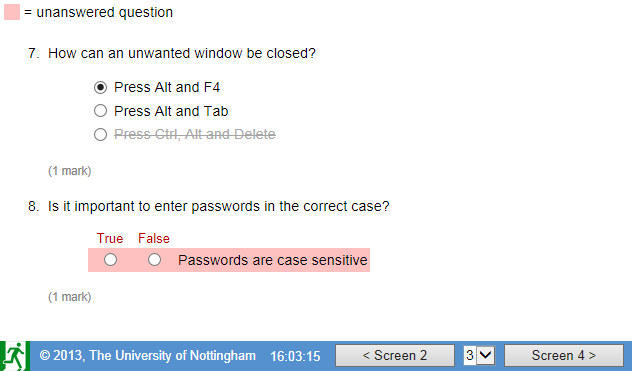 = unanswered question
7. How can an unwanted window be closed?
Press Alt and F4
Press Alt and Tab
Press Ctrl, Alt and Delete
(1 mark)
8. Is it important to enter passwords in the correct case?
True False
Passwords are case sensitive
(1 mark)
© 2013, The University of Nottingham 16:03:15 < Screen 2 3 Screen 4 >